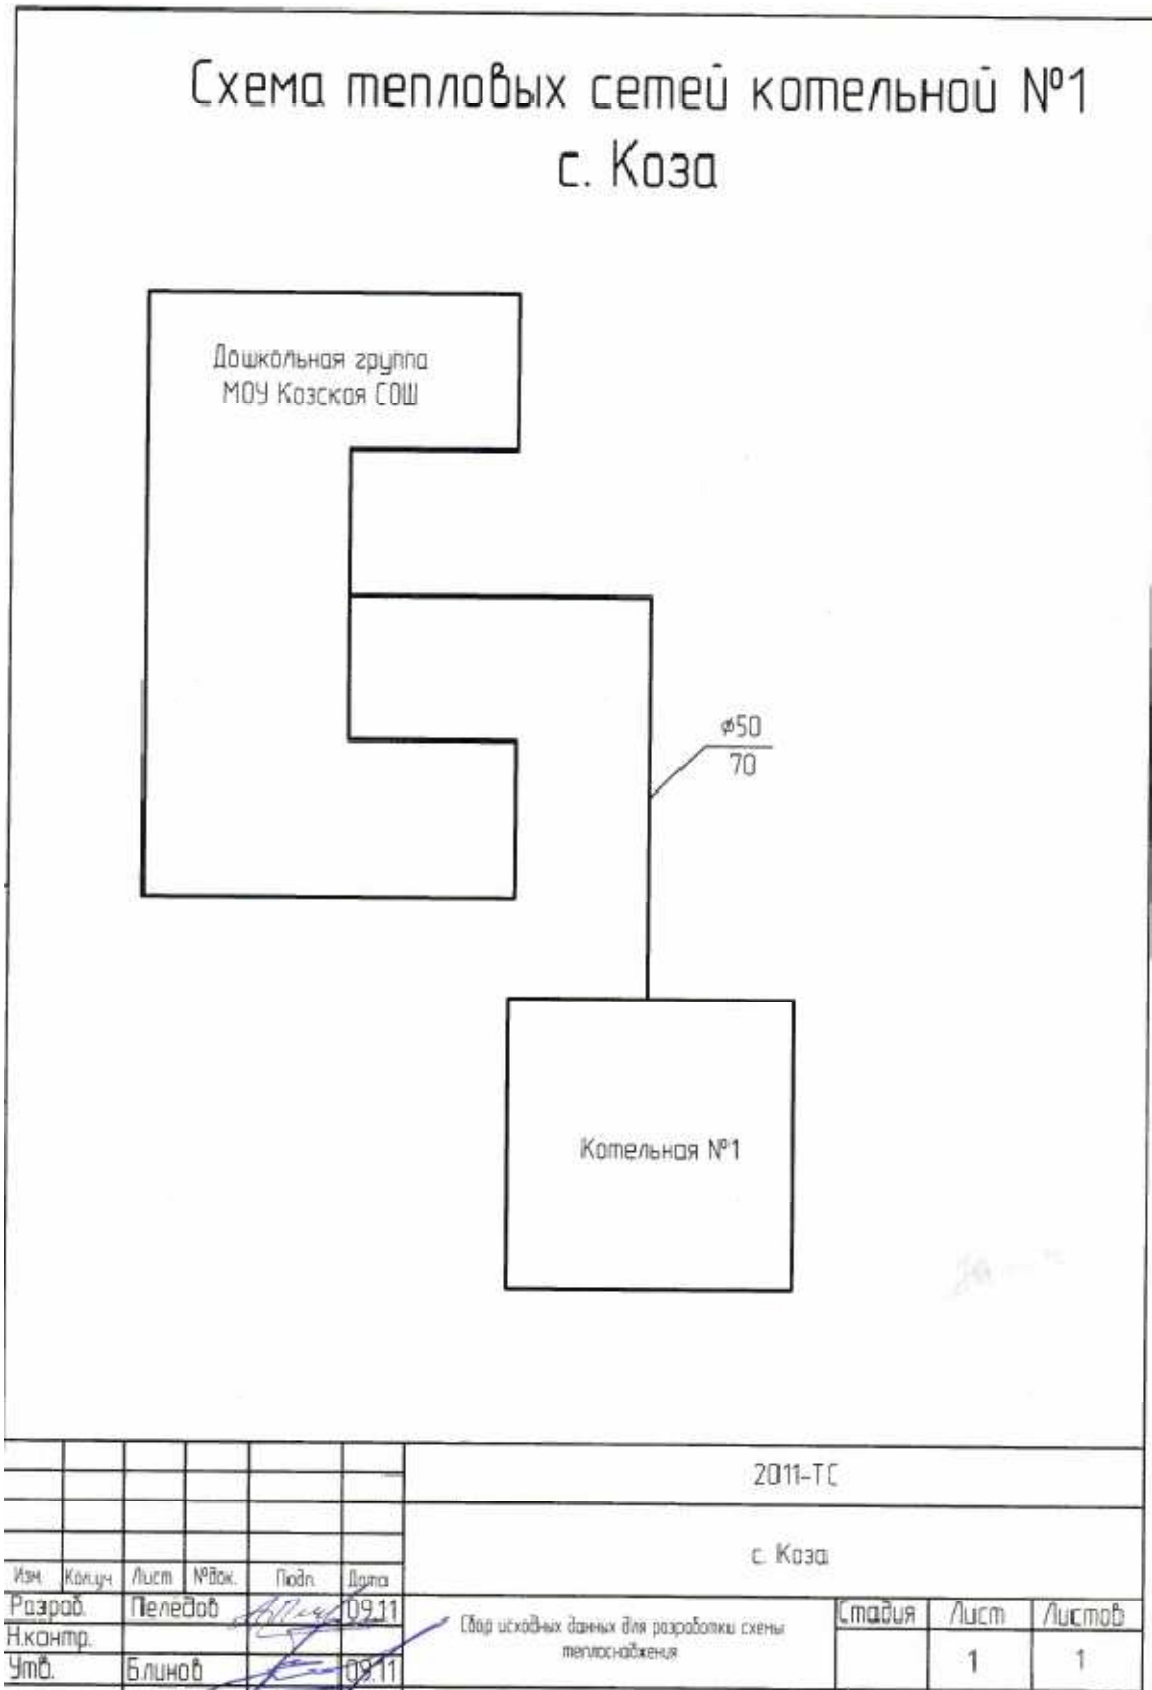 Схема тепловых сетей котельной №1
с. Коза
Дошкольная группа
МОУ Козская СОШ
⌀50
70
Котельная №1
2011-ТС
с. Коза
Изм. Кол.уч Лист №док. Подп. Дата
Разраб. Пеледов 09.11
Н.контр.
Утв. Блинов 09.11
Сбор исходных данных для разработки схемы
теплоснабжения
Стадия Лист Листов
1 1